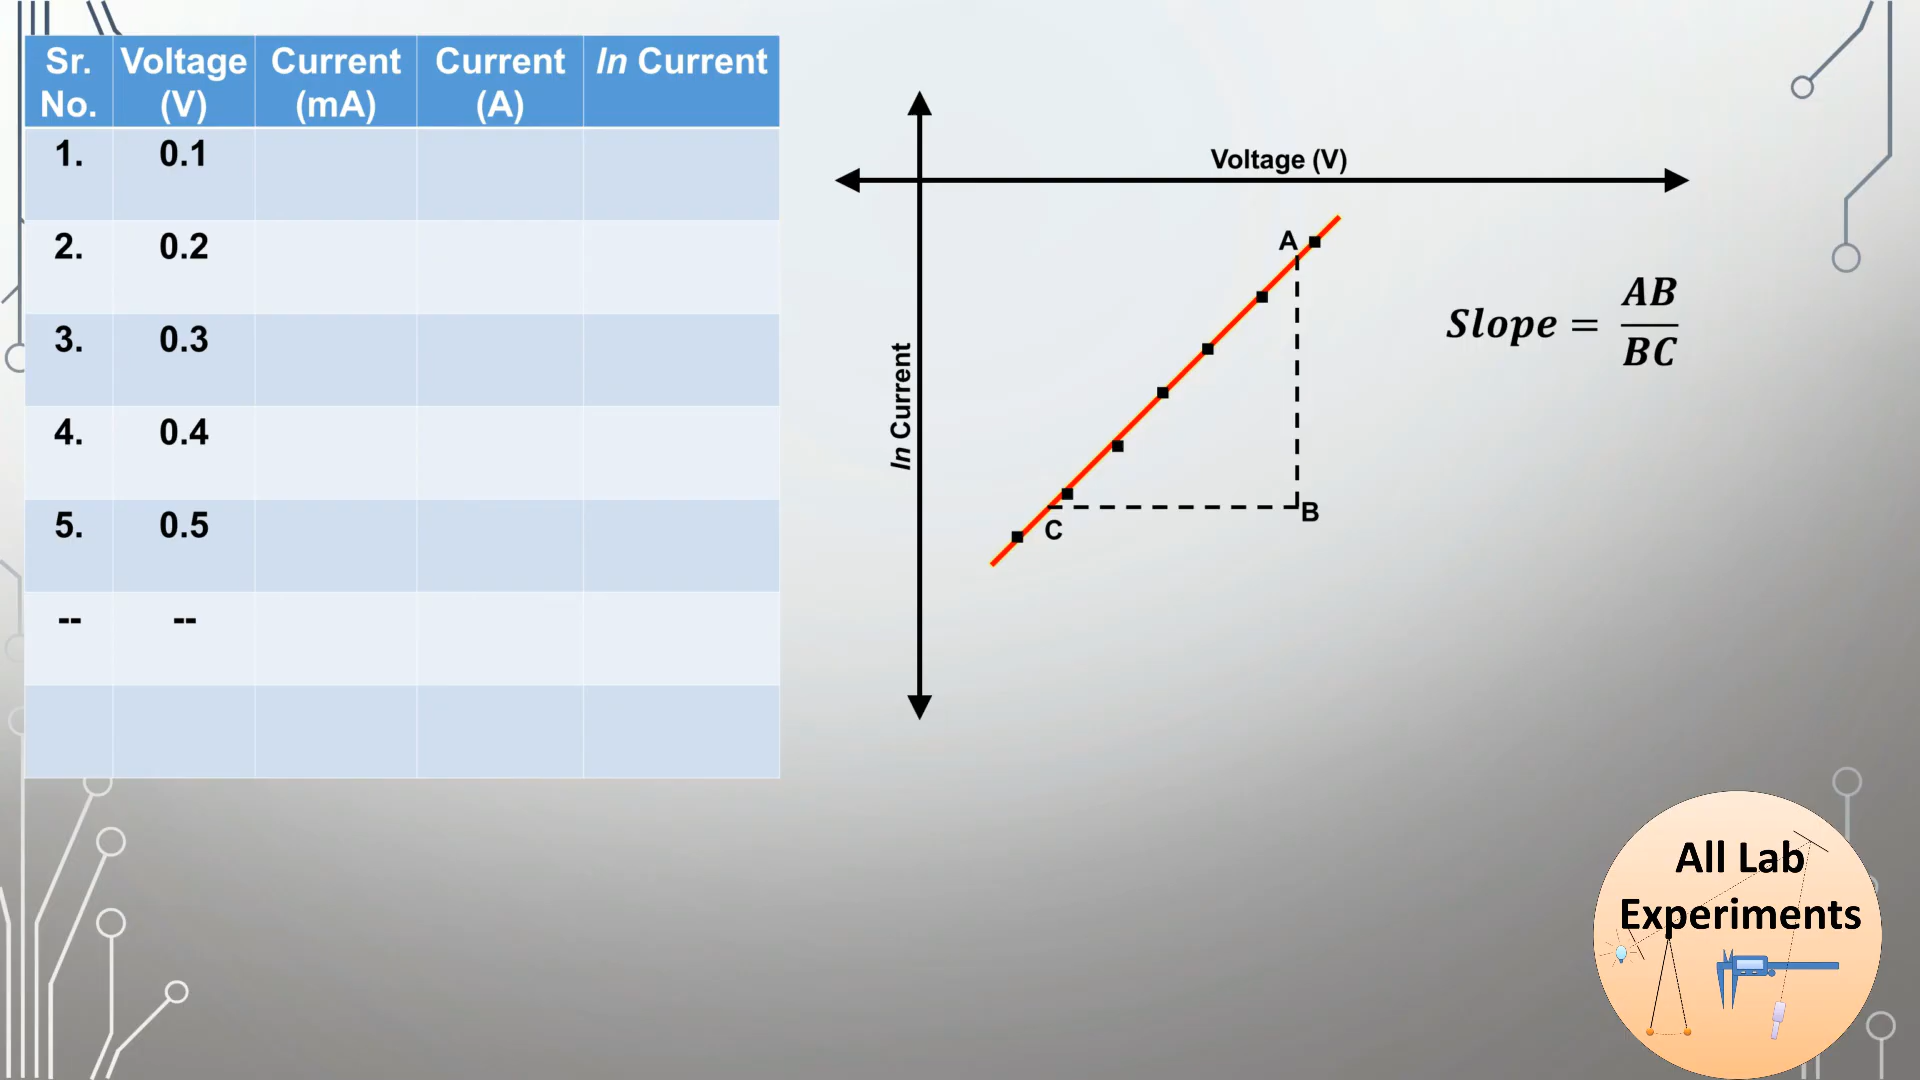 Sr. No.
Voltage (V)
Current (mA)
Current (A)
In Current
1. 0.1
2. 0.2
3. 0.3
4. 0.4
5. 0.5
-- --
Voltage (V)
In Current
A
B
C
Slope = AB / BC
All Lab
Experiments